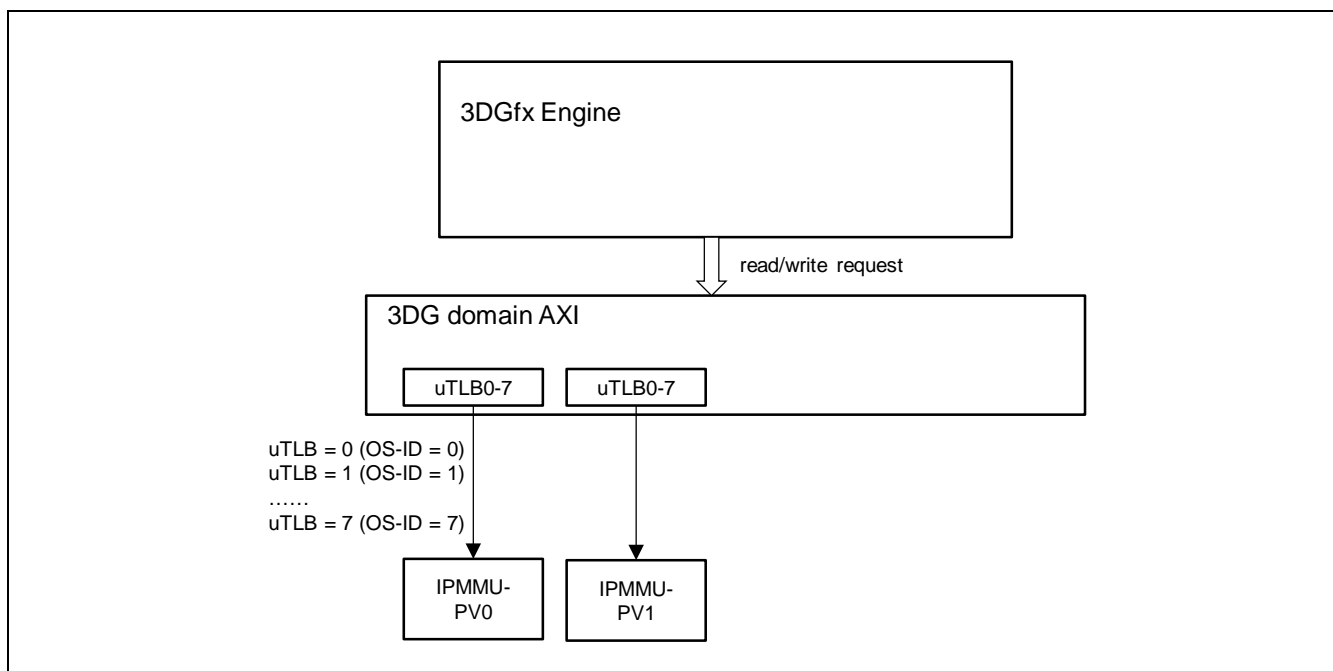 3DGfx Engine
read/write request
3DG domain AXI
uTLB0-7
uTLB0-7
uTLB = 0 (OS-ID = 0)
uTLB = 1 (OS-ID = 1)
……
uTLB = 7 (OS-ID = 7)
IPMMU-
PV0
IPMMU-
PV1